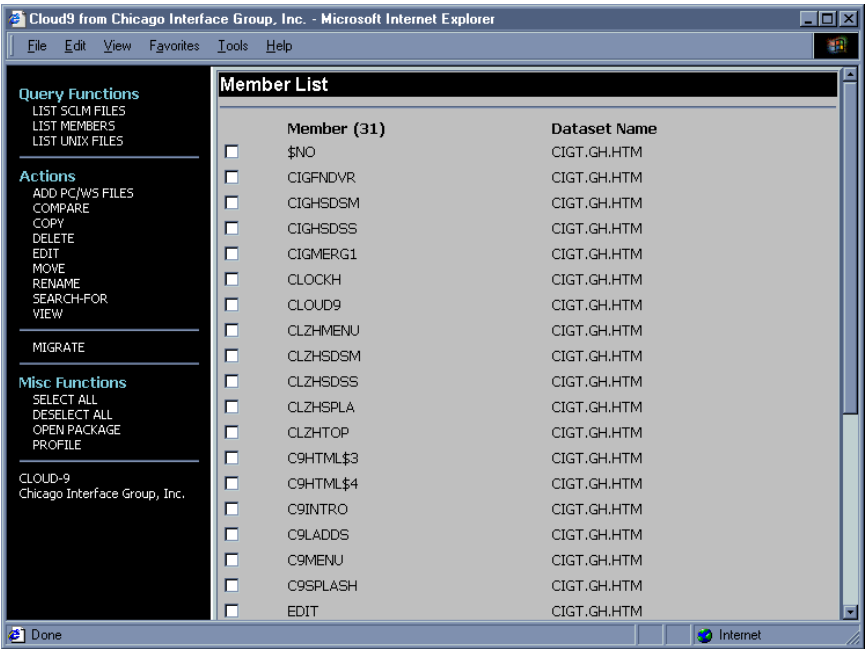 Cloud9 from Chicago Interface Group, Inc. - Microsoft Internet Explorer
File Edit View Favorites Tools Help
Query Functions
LIST SCLM FILES
LIST MEMBERS
LIST UNIX FILES
Actions
ADD PC/WS FILES
COMPARE
COPY
DELETE
EDIT
MOVE
RENAME
SEARCH-FOR
VIEW
MIGRATE
Misc Functions
SELECT ALL
DESELECT ALL
OPEN PACKAGE
PROFILE
CLOUD-9
Chicago Interface Group, Inc.
Member List
Member (31) Dataset Name
$NO CIGT.GH.HTM
CIGFNDVR CIGT.GH.HTM
CIGHSDSM CIGT.GH.HTM
CIGHSDSS CIGT.GH.HTM
CIGMERG1 CIGT.GH.HTM
CLOCKH CIGT.GH.HTM
CLOUD9 CIGT.GH.HTM
CLZHMENU CIGT.GH.HTM
CLZHSDSM CIGT.GH.HTM
CLZHSDSS CIGT.GH.HTM
CLZHSPLA CIGT.GH.HTM
CLZHTOP CIGT.GH.HTM
C9HTML$3 CIGT.GH.HTM
C9HTML$4 CIGT.GH.HTM
C9INTRO CIGT.GH.HTM
C9LADDS CIGT.GH.HTM
C9MENU CIGT.GH.HTM
C9SPLASH CIGT.GH.HTM
EDIT CIGT.GH.HTM
Done Internet